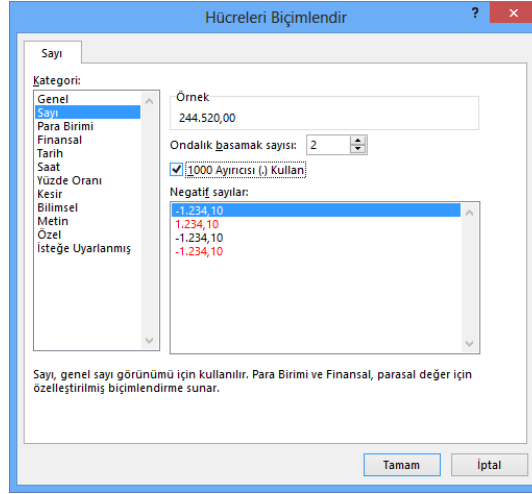 Hücreleri Biçimlendir
?
×
Sayı
Kategori:
Genel
Sayı
Para Birimi
Finansal
Tarih
Saat
Yüzde Oranı
Kesir
Bilimsel
Metin
Özel
İsteğe Uyarlanmış
Örnek
244.520,00
Ondalık basamak sayısı: 2
1000 Ayırıcısı (.) Kullan
Negatif sayılar:
-1.234,10
1.234,10
-1.234,10
-1.234,10
Sayı, genel sayı görünümü için kullanılır. Para Birimi ve Finansal, parasal değer için
özelleştirilmiş biçimlendirme sunar.
Tamam
İptal